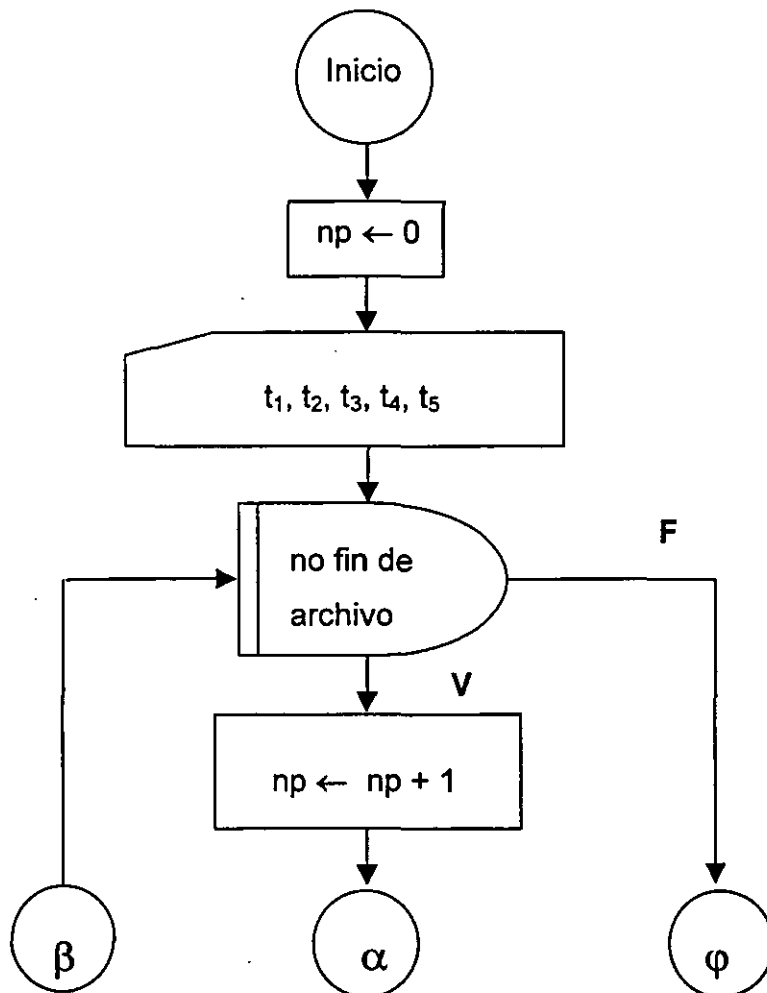 Inicio
np ← 0
t₁, t₂, t₃, t₄, t₅
no fin de
archivo
F
V
np ← np + 1
β
α
φ